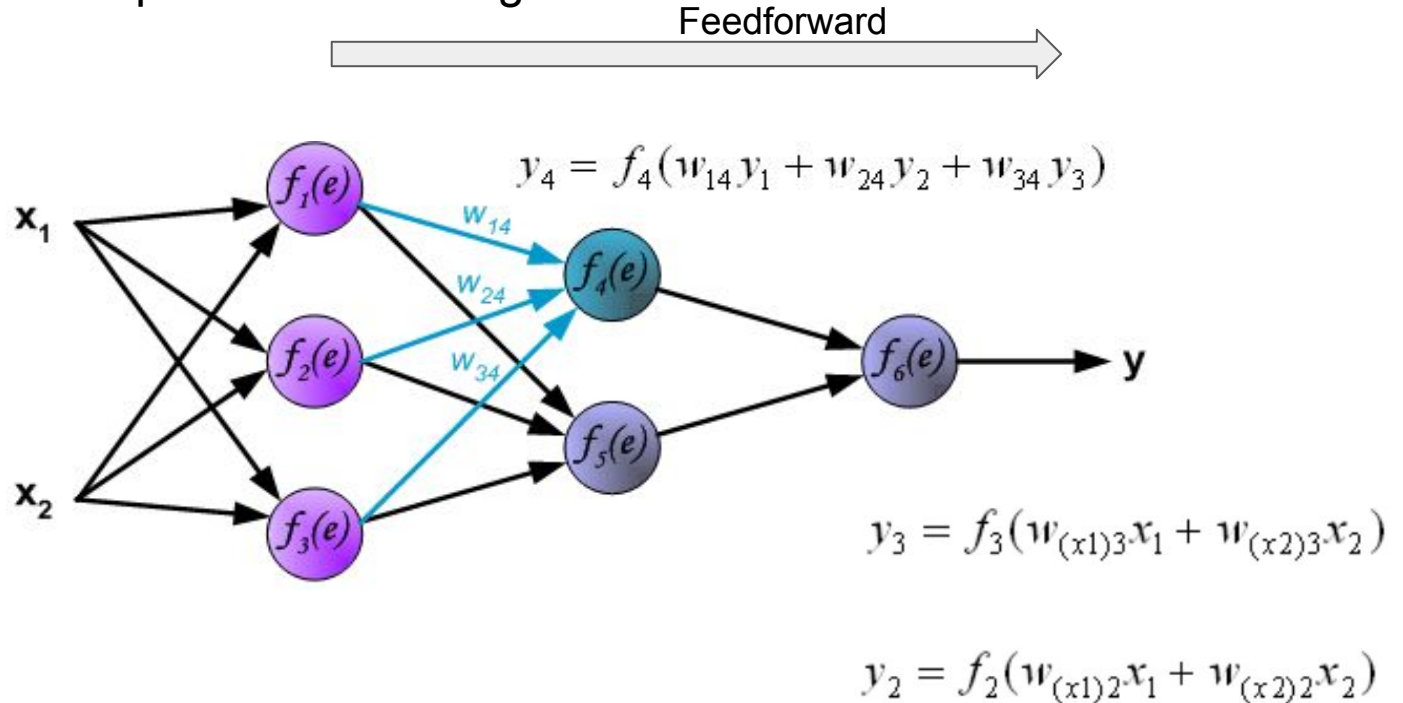 Feedforward
y₄ = f₄(w₁₄y₁ + w₂₄y₂ + w₃₄y₃)
f₁(e)
x₁
w₁₄
f₄(e)
w₂₄
f₂(e)
w₃₄
f₆(e)
y
f₅(e)
x₂
f₃(e)
y₃ = f₃(w₍ₓ₁₎₃x₁ + w₍ₓ₂₎₃x₂)
y₂ = f₂(w₍ₓ₁₎₂x₁ + w₍ₓ₂₎₂x₂)